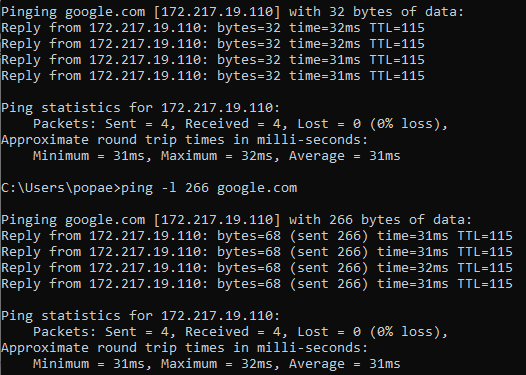 Pinging google.com [172.217.19.110] with 32 bytes of data:
Reply from 172.217.19.110: bytes=32 time=32ms TTL=115
Reply from 172.217.19.110: bytes=32 time=32ms TTL=115
Reply from 172.217.19.110: bytes=32 time=31ms TTL=115
Reply from 172.217.19.110: bytes=32 time=31ms TTL=115
Ping statistics for 172.217.19.110:
Packets: Sent = 4, Received = 4, Lost = 0 (0% loss),
Approximate round trip times in milli-seconds:
Minimum = 31ms, Maximum = 32ms, Average = 31ms
C:\Users\popae>ping -l 266 google.com
Pinging google.com [172.217.19.110] with 266 bytes of data:
Reply from 172.217.19.110: bytes=68 (sent 266) time=31ms TTL=115
Reply from 172.217.19.110: bytes=68 (sent 266) time=31ms TTL=115
Reply from 172.217.19.110: bytes=68 (sent 266) time=32ms TTL=115
Reply from 172.217.19.110: bytes=68 (sent 266) time=31ms TTL=115
Ping statistics for 172.217.19.110:
Packets: Sent = 4, Received = 4, Lost = 0 (0% loss),
Approximate round trip times in milli-seconds:
Minimum = 31ms, Maximum = 32ms, Average = 31ms